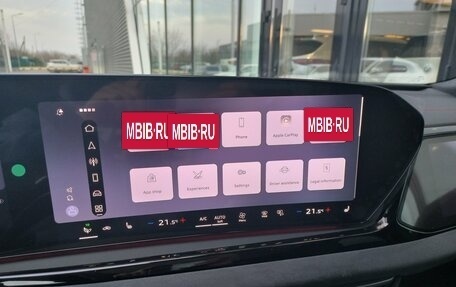 MBIB·RU MBIB·RU Phone Apple CarPlay MBIB·RU
App shop Experiences Settings Driver assistance Legal information
21.5 A/C AUTO 21.5